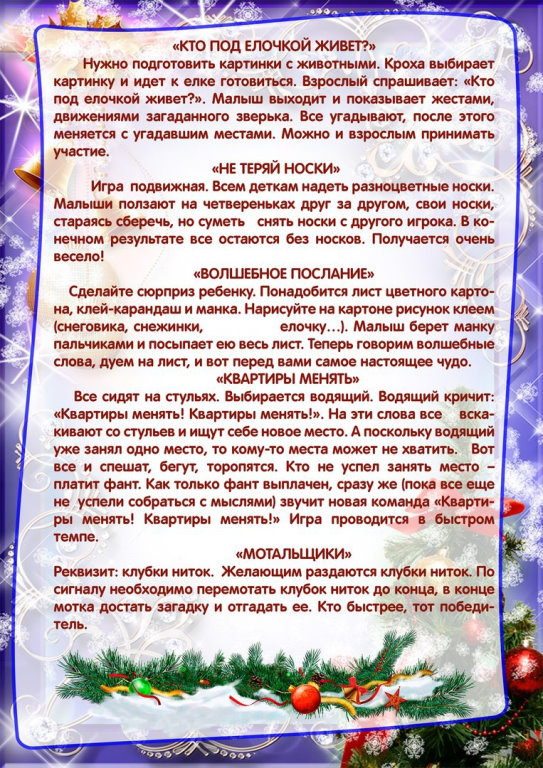 «КТО ПОД ЕЛОЧКОЙ ЖИВЕТ?»
Нужно подготовить картинки с животными. Кроха выбирает
картинку и идет к елке готовиться. Взрослый спрашивает: «Кто
под елочкой живет?». Малыш выходит и показывает жестами,
движениями загаданного зверька. Все угадывают, после этого
меняется с угадавшим местами. Можно и взрослым принимать
участие.
«НЕ ТЕРЯЙ НОСКИ»
Игра подвижная. Всем деткам надеть разноцветные носки.
Малыши ползают на четвереньках друг за другом, свои носки,
стараясь сберечь, но суметь снять носки с другого игрока. В ко-
нечном результате все остаются без носков. Получается очень
весело!
«ВОЛШЕБНОЕ ПОСЛАНИЕ»
Сделайте сюрприз ребенку. Понадобится лист цветного карто-
на, клей-карандаш и манка. Нарисуйте на картоне рисунок клеем
(снеговика, снежинки, елочку…). Малыш берет манку
пальчиками и посыпает ею весь лист. Теперь говорим волшебные
слова, дуем на лист, и вот перед вами самое настоящее чудо.
«КВАРТИРЫ МЕНЯТЬ»
Все сидят на стульях. Выбирается водящий. Водящий кричит:
«Квартиры менять! Квартиры менять!». На эти слова все вска-
кивают со стульев и ищут себе новое место. А поскольку водящий
уже занял одно место, то кому-то места может не хватить. Вот
все и спешат, бегут, торопятся. Кто не успел занять место –
платит фант. Как только фант выплачен, сразу же (пока все еще
не успели собраться с мыслями) звучит новая команда «Кварти-
ры менять! Квартиры менять!» Игра проводится в быстром
темпе.
«МОТАЛЬЩИКИ»
Реквизит: клубки ниток. Желающим раздаются клубки ниток. По
сигналу необходимо перемотать клубок ниток до конца, в конце
мотка достать загадку и отгадать ее. Кто быстрее, тот победи-
тель.